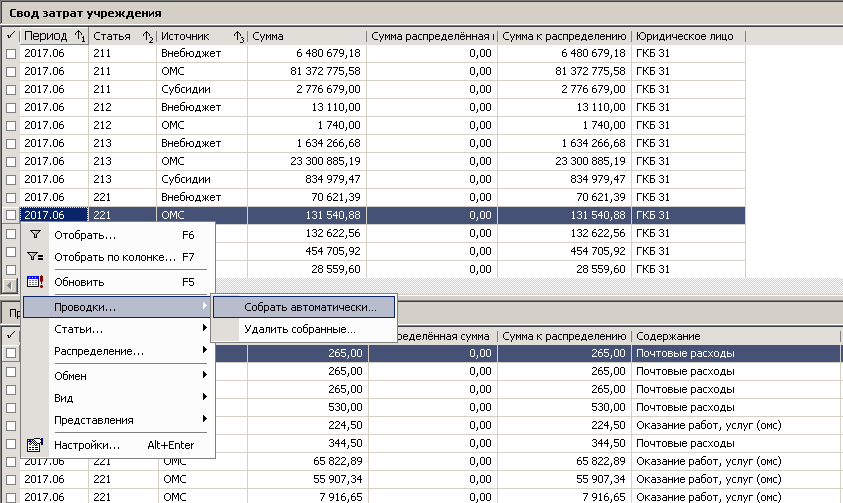 Свод затрат учреждения
Период 1 Статья 2 Источник 3 Сумма Сумма распределённая Сумма к распределению Юридическое лицо
2017.06 211 Внебюджет 6 480 679,18 0,00 6 480 679,18 ГКБ 31
2017.06 211 ОМС 81 372 775,58 0,00 81 372 775,58 ГКБ 31
2017.06 211 Субсидии 2 776 679,00 0,00 2 776 679,00 ГКБ 31
2017.06 212 Внебюджет 13 110,00 0,00 13 110,00 ГКБ 31
2017.06 212 ОМС 1 740,00 0,00 1 740,00 ГКБ 31
2017.06 213 Внебюджет 1 634 266,68 0,00 1 634 266,68 ГКБ 31
2017.06 213 ОМС 23 300 885,19 0,00 23 300 885,19 ГКБ 31
2017.06 213 Субсидии 834 979,47 0,00 834 979,47 ГКБ 31
2017.06 221 Внебюджет 70 621,39 0,00 70 621,39 ГКБ 31
2017.06 221 ОМС 131 540,88 0,00 131 540,88 ГКБ 31
132 622,56 0,00 132 622,56 ГКБ 31
454 705,92 0,00 454 705,92 ГКБ 31
28 559,60 0,00 28 559,60 ГКБ 31
Отобрать... F6
Отобрать по колонке... F7
Обновить F5
Проводки...
Статьи...
Распределение...
Обмен
Вид
Представления
Настройки... Alt+Enter
Собрать автоматически...
Удалить собранные...
Пр
пределённая сумма Сумма к распределению Содержание
265,00 0,00 265,00 Почтовые расходы
265,00 0,00 265,00 Почтовые расходы
265,00 0,00 265,00 Почтовые расходы
530,00 0,00 530,00 Почтовые расходы
224,50 0,00 224,50 Оказание работ, услуг (омс)
344,50 0,00 344,50 Почтовые расходы
2017.06 221 ОМС 65 822,89 0,00 65 822,89 Оказание работ, услуг (омс)
2017.06 221 ОМС 55 907,34 0,00 55 907,34 Оказание работ, услуг (омс)
2017.06 221 ОМС 7 916,65 0,00 7 916,65 Оказание работ, услуг (омс)